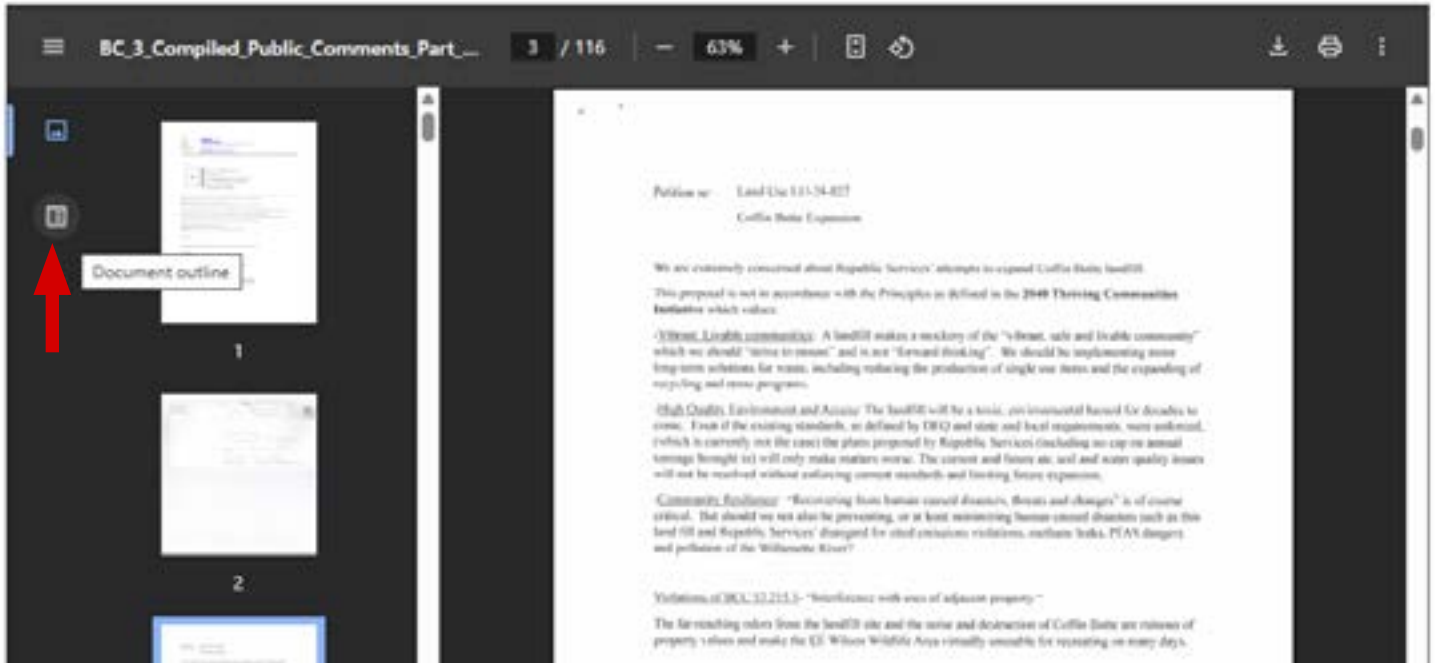 BC_3_Compiled_Public_Comments_Part_... 3 / 116 63%
Document outline
1
2
Petition re: Land Use LU-24-027
Coffin Butte Expansion
We are extremely concerned about Republic Services' attempts to expand Coffin Butte landfill.
This proposal is not in accordance with the Principles as defined in the 2040 Thriving Communities
Initiative which values:
-Vibrant, Livable communities: A landfill makes a mockery of the "vibrant, safe and livable community"
which we should "strive to ensure" and is not "forward thinking". We should be implementing more
long-term solutions for waste, including reducing the production of single use items and the expanding of
recycling and reuse programs.
-High Quality Environment and Access: The landfill will be a toxic, environmental hazard for decades to
come. Even if the existing standards, as defined by DEQ and state and local requirements, were enforced,
(which is currently not the case) the plans proposed by Republic Services (including no cap on annual
tonnage brought in) will only make matters worse. The current and future air, soil and water quality issues
will not be resolved without enforcing current standards and limiting future expansion.
-Community Resilience: "Recovering from human caused disasters, threats and changes" is of course
critical. But should we not also be preventing, or at least minimizing human caused disasters such as this
land fill and Republic Services' disregard for cited emissions violations, methane leaks, PFAS dangers
and pollution of the Willamette River?
Violations of BCC 53.215.1- "Interference with uses of adjacent property."
The far-reaching odors from the landfill site and the noise and destruction of Coffin Butte are ruinous of
property values and make the EE Wilson Wildlife Area virtually unusable for recreating on many days.